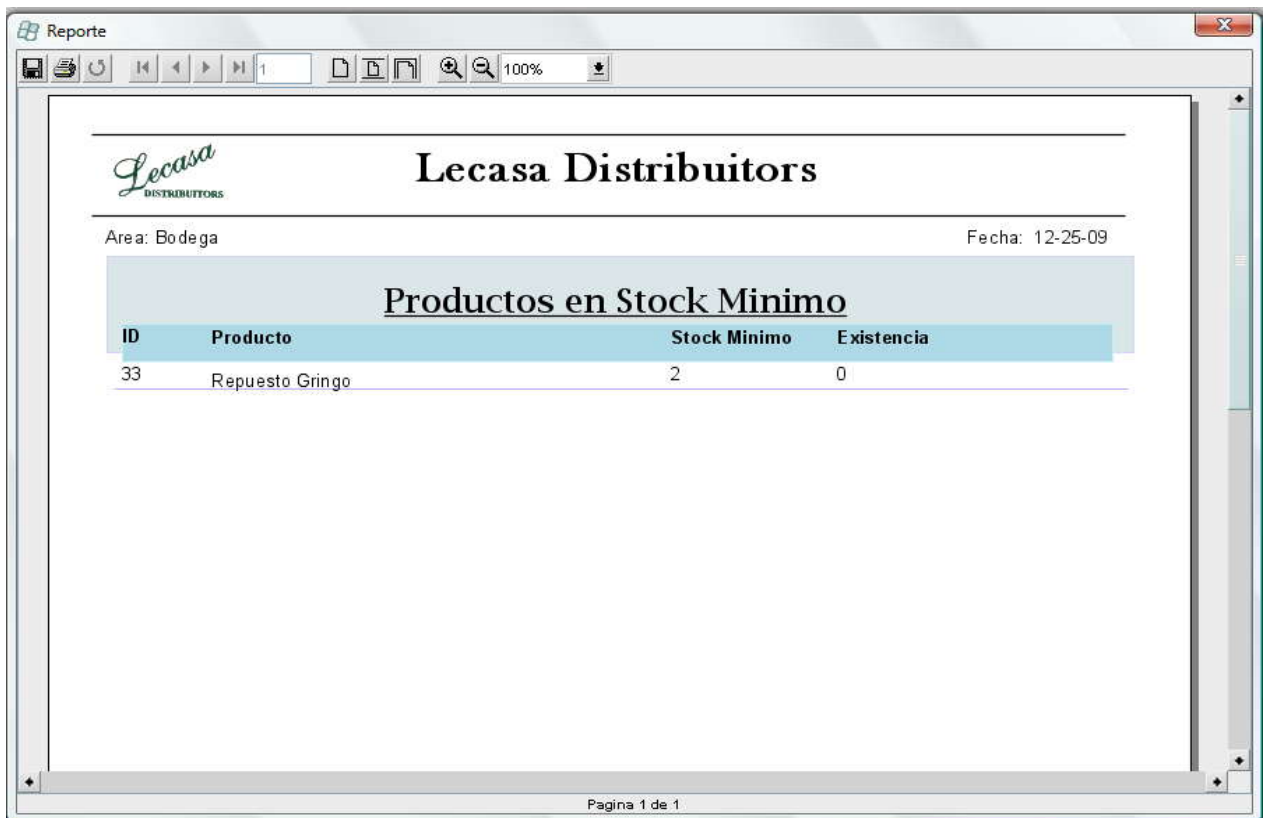 Reporte
1
100%
Lecasa
DISTRIBUITORS
Lecasa Distribuitors
Area: Bodega
Fecha: 12-25-09
Productos en Stock Minimo
ID Producto Stock Minimo Existencia
33 Repuesto Gringo 2 0
Pagina 1 de 1